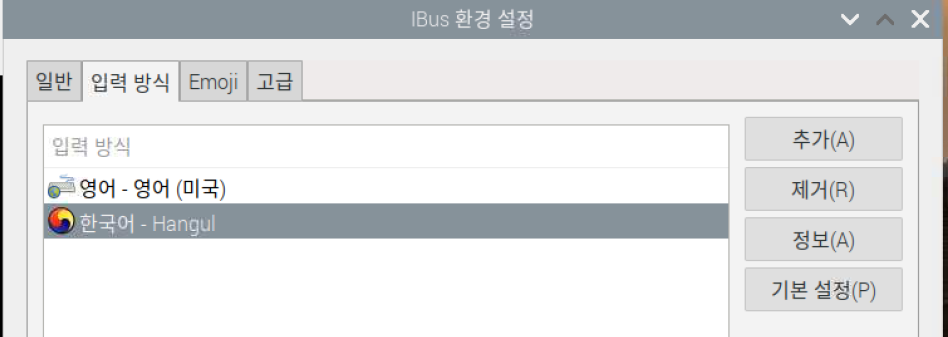 IBus 환경 설정
일반 입력 방식 Emoji 고급
입력 방식
영어 - 영어 (미국)
한국어 - Hangul
추가(A)
제거(R)
정보(A)
기본 설정(P)